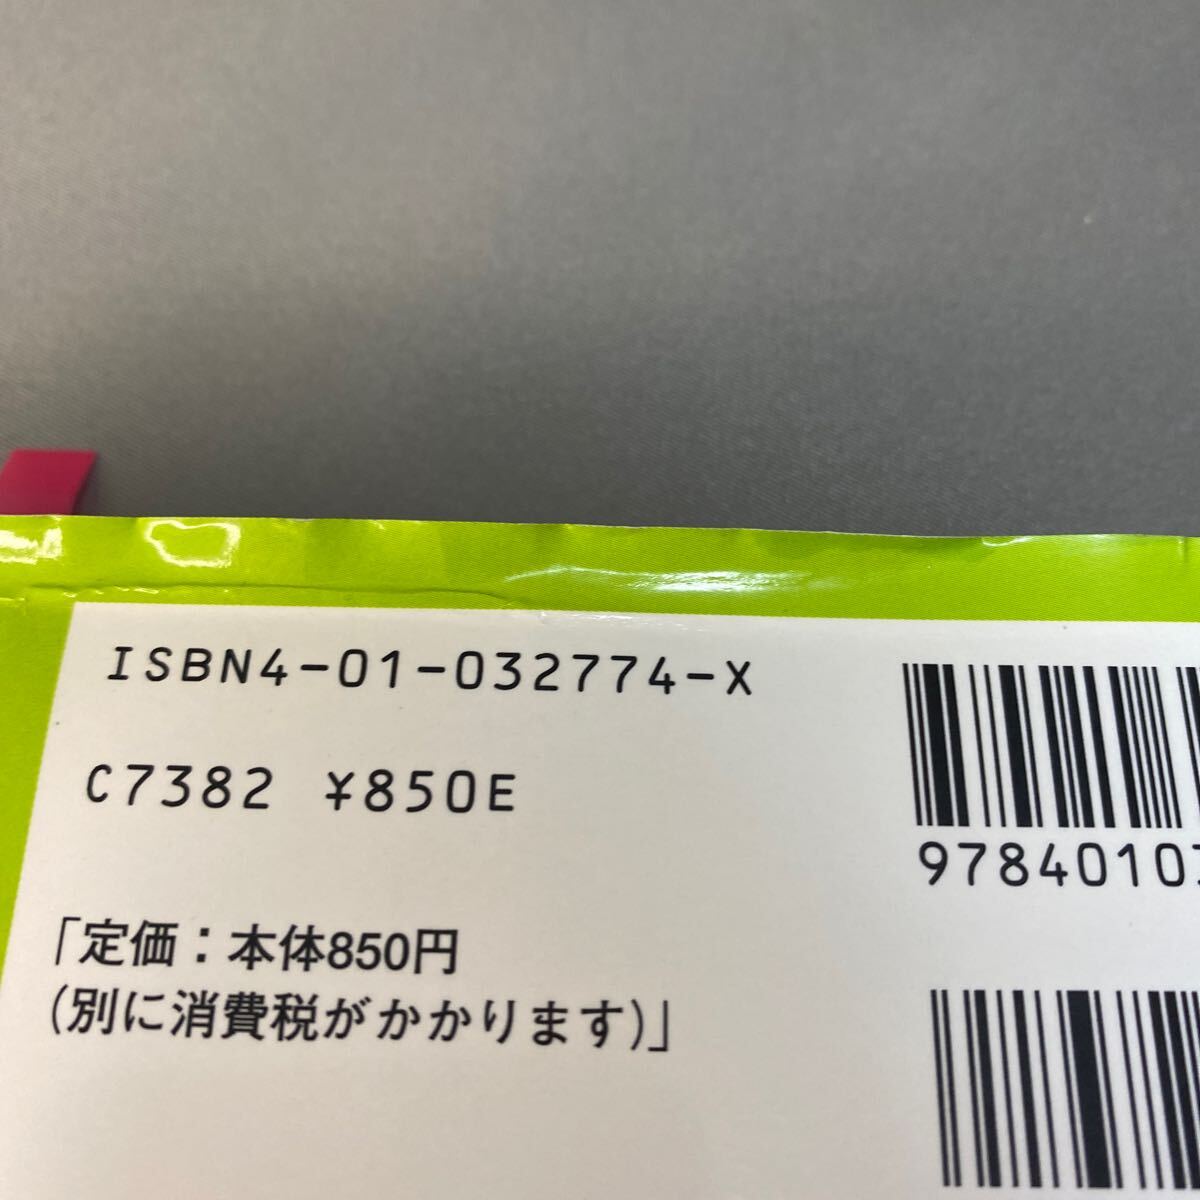 ISBN4-01-032774-X
C7382 ¥850E
9784010
「定価：本体850円
(別に消費税がかかります)」